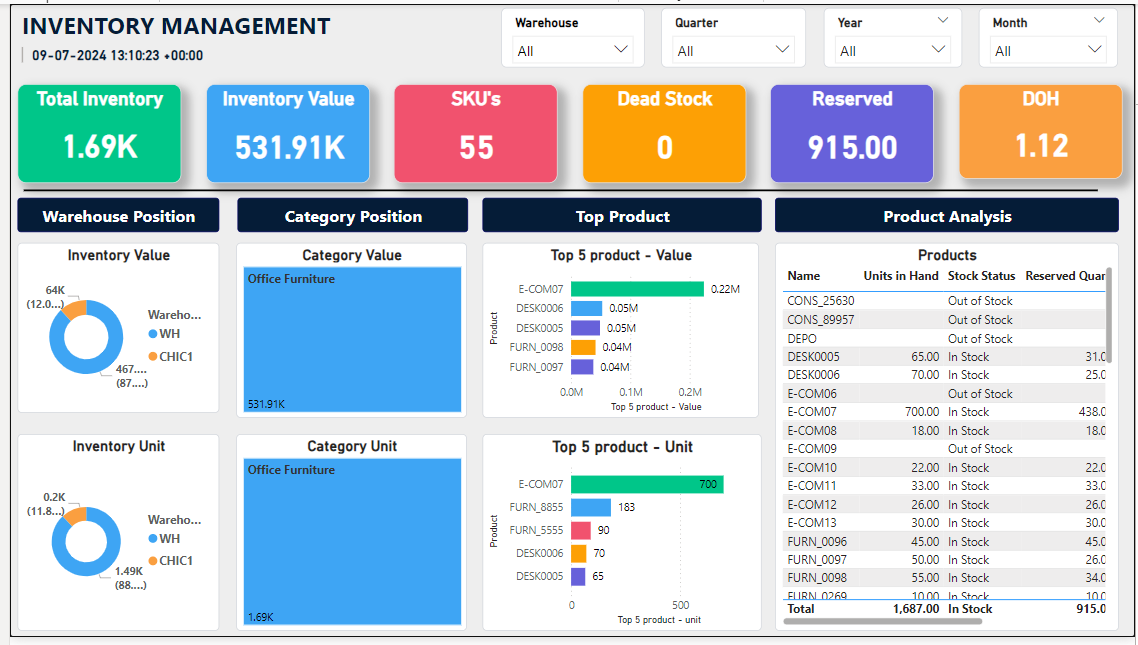 INVENTORY MANAGEMENT
09-07-2024 13:10:23 +00:00
Warehouse
All
Quarter
All
Year
All
Month
All
Total Inventory
1.69K
Inventory Value
531.91K
SKU's
55
Dead Stock
0
Reserved
915.00
DOH
1.12
Warehouse Position
Category Position
Top Product
Product Analysis
Inventory Value
64K
(12.0...)
467....
(87....)
Wareho...
WH
CHIC1
Category Value
Office Furniture
531.91K
Top 5 product - Value
Product
E-COM07 0.22M
DESK0006 0.05M
DESK0005 0.05M
FURN_0098 0.04M
FURN_0097 0.04M
0.0M 0.1M 0.2M
Top 5 product - Value
Inventory Unit
0.2K
(11.8...)
1.49K
(88....)
Wareho...
WH
CHIC1
Category Unit
Office Furniture
1.69K
Top 5 product - Unit
Product
E-COM07 700
FURN_8855 183
FURN_5555 90
DESK0006 70
DESK0005 65
0 500
Top 5 product - unit
Products
Name Units in Hand Stock Status Reserved Quar
CONS_25630 Out of Stock
CONS_89957 Out of Stock
DEPO Out of Stock
DESK0005 65.00 In Stock 31.0
DESK0006 70.00 In Stock 25.0
E-COM06 Out of Stock
E-COM07 700.00 In Stock 438.0
E-COM08 18.00 In Stock 18.0
E-COM09 Out of Stock
E-COM10 22.00 In Stock 22.0
E-COM11 33.00 In Stock 33.0
E-COM12 26.00 In Stock 26.0
E-COM13 30.00 In Stock 30.0
FURN_0096 45.00 In Stock 45.0
FURN_0097 50.00 In Stock 26.0
FURN_0098 55.00 In Stock 34.0
FURN_0269 10.00 In Stock 10.0
Total 1,687.00 In Stock 915.0